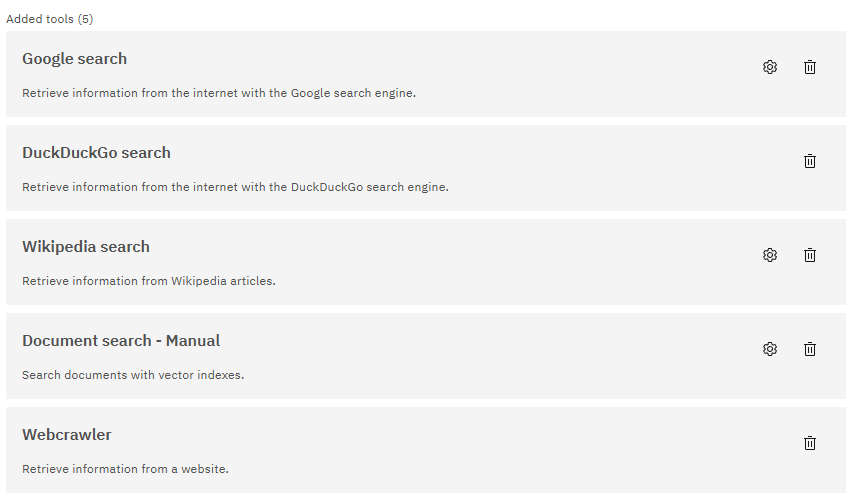 Added tools (5)
Google search
Retrieve information from the internet with the Google search engine.
DuckDuckGo search
Retrieve information from the internet with the DuckDuckGo search engine.
Wikipedia search
Retrieve information from Wikipedia articles.
Document search - Manual
Search documents with vector indexes.
Webcrawler
Retrieve information from a website.